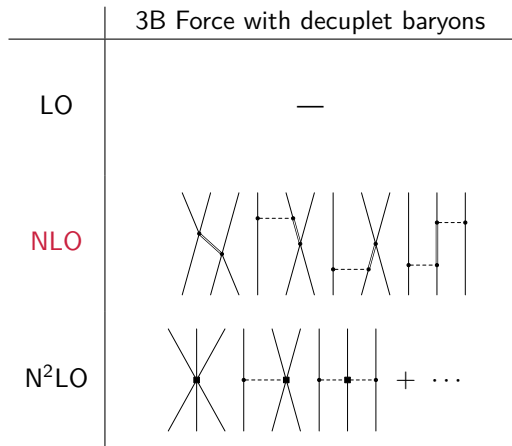 3B Force with decuplet baryons
LO —
NLO
N²LO + ···